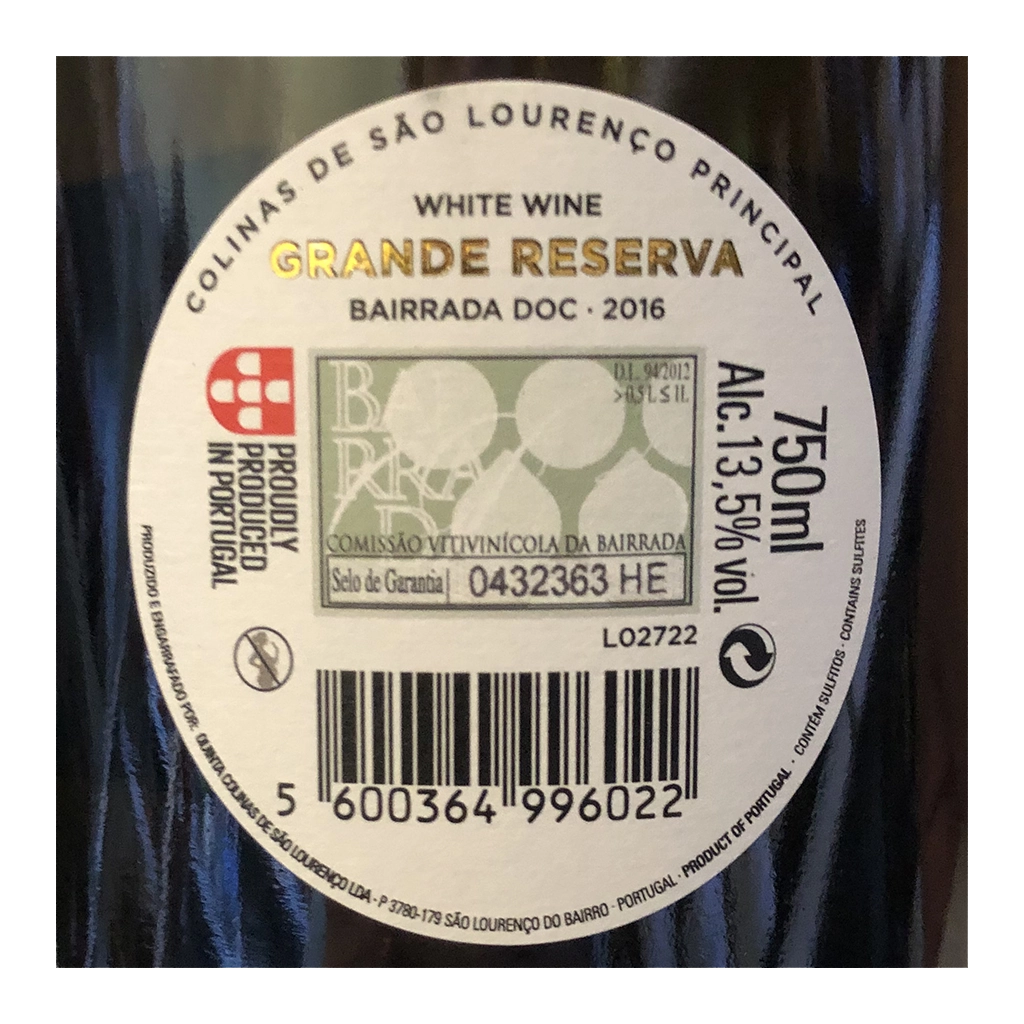 COLINAS DE SÃO LOURENÇO PRINCIPAL
WHITE WINE
GRANDE RESERVA
BAIRRADA DOC · 2016
PROUDLY
PRODUCED
IN PORTUGAL
D.L. 94/2012
>0,5 L ≤ 1L
COMISSÃO VITIVINÍCOLA DA BAIRRADA
Selo de Garantia 0432363 HE
750ml
Alc.13,5% vol.
L02722
5 600364 996022
PRODUZIDO E ENGARRAFADO POR: QUINTA COLINAS DE SÃO LOURENÇO LDA - P 3780-179 SÃO LOURENÇO DO BAIRRO · PORTUGAL · PRODUCT OF PORTUGAL · CONTÉM SULFITOS · CONTAINS SULFITES